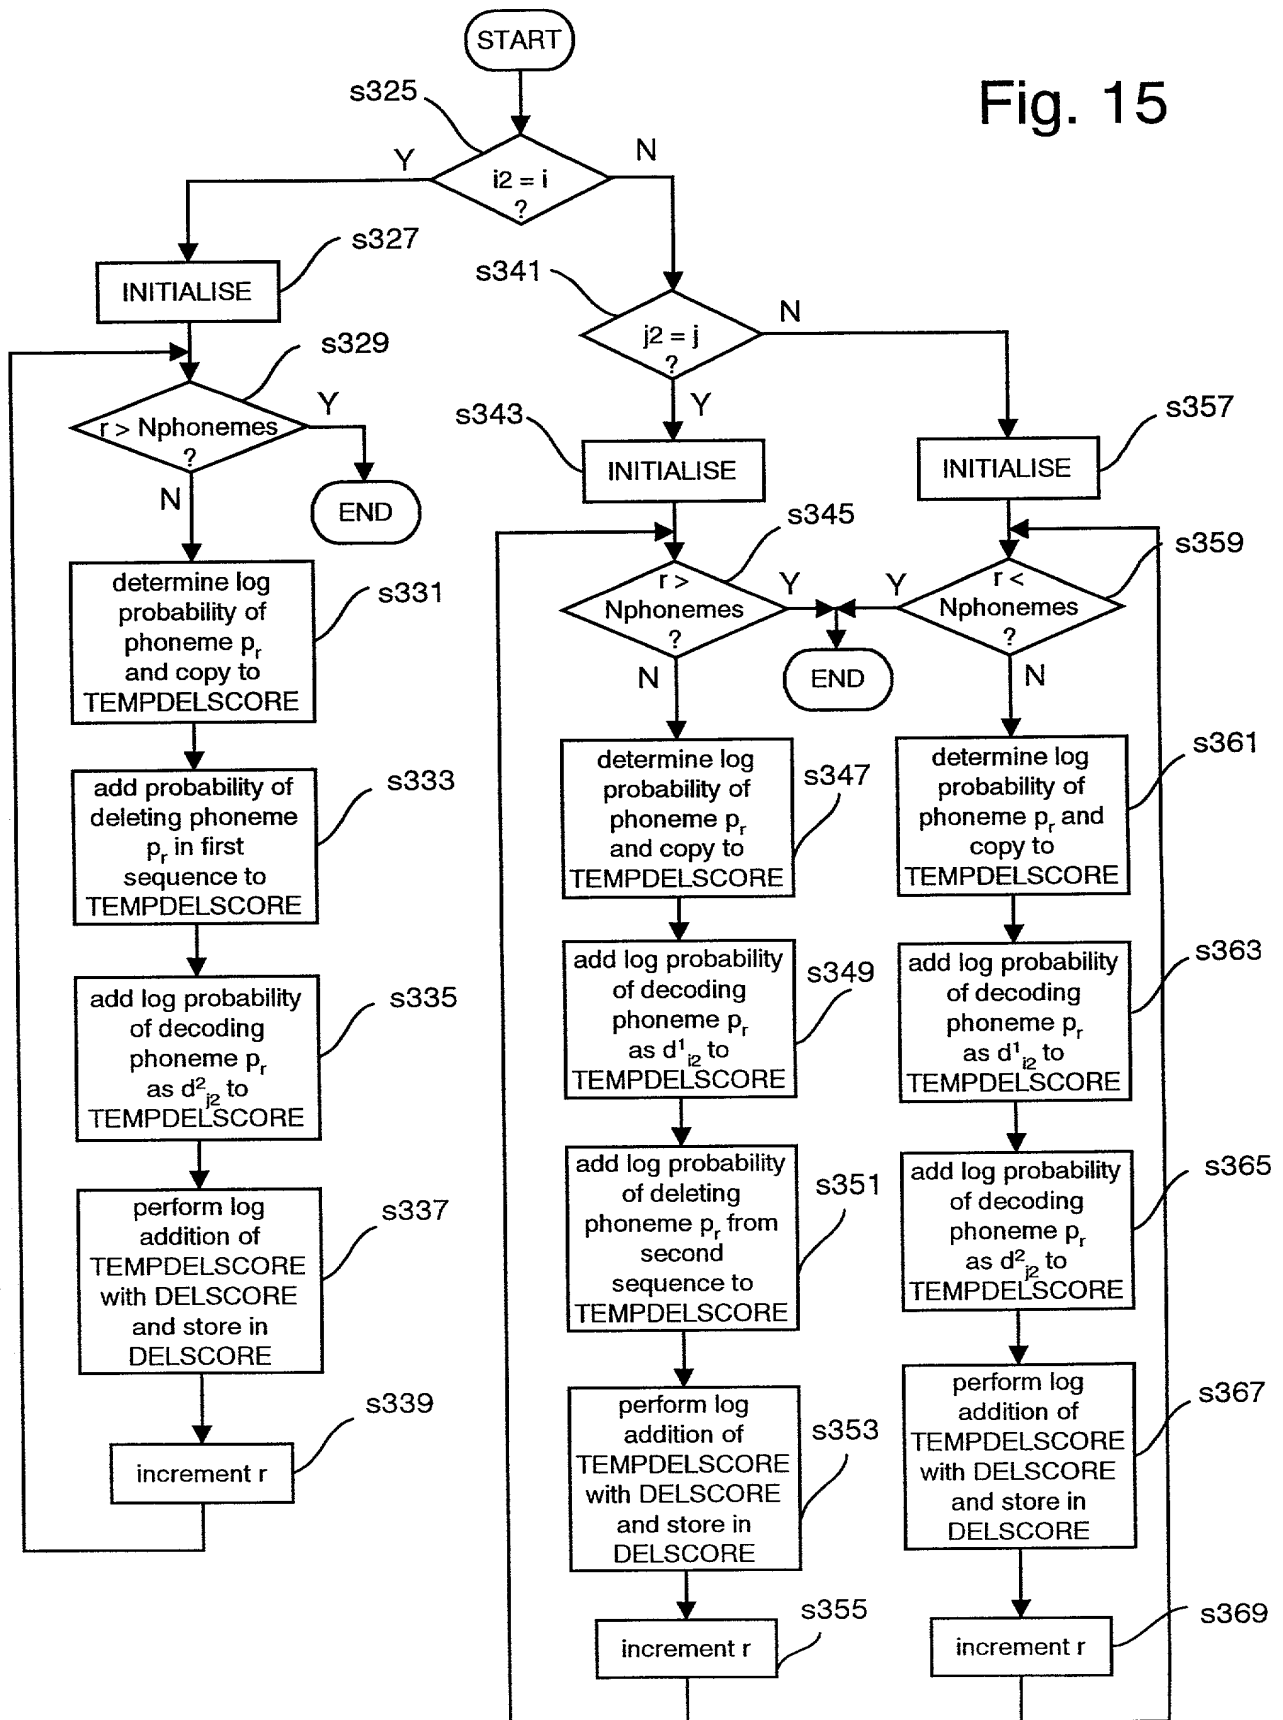 START
Fig. 15
s325
Y
N
i2 = i
?
s327
INITIALISE
s341
j2 = j
?
N
Y
s329
r > Nphonemes
?
Y
N
END
s343
INITIALISE
s357
INITIALISE
s345
r >
Nphonemes
?
Y
N
s359
r <
Nphonemes
?
Y
N
END
s331
determine log
probability of
phoneme pr
and copy to
TEMPDELSCORE
s333
add probability of
deleting phoneme
pr in first
sequence to
TEMPDELSCORE
s335
add log probability
of decoding
phoneme pr
as d2j2 to
TEMPDELSCORE
s337
perform log
addition of
TEMPDELSCORE
with DELSCORE
and store in
DELSCORE
s339
increment r
s347
determine log
probability of
phoneme pr
and copy to
TEMPDELSCORE
s349
add log probability
of decoding
phoneme pr
as d1i2 to
TEMPDELSCORE
s351
add log probability
of deleting
phoneme pr from
second
sequence to
TEMPDELSCORE
s353
perform log
addition of
TEMPDELSCORE
with DELSCORE
and store in
DELSCORE
s355
increment r
s361
determine log
probability of
phoneme pr and
copy to
TEMPDELSCORE
s363
add log probability
of decoding
phoneme pr
as d1i2 to
TEMPDELSCORE
s365
add log probability
of decoding
phoneme pr
as d2j2 to
TEMPDELSCORE
s367
perform log
addition of
TEMPDELSCORE
with DELSCORE
and store in
DELSCORE
s369
increment r